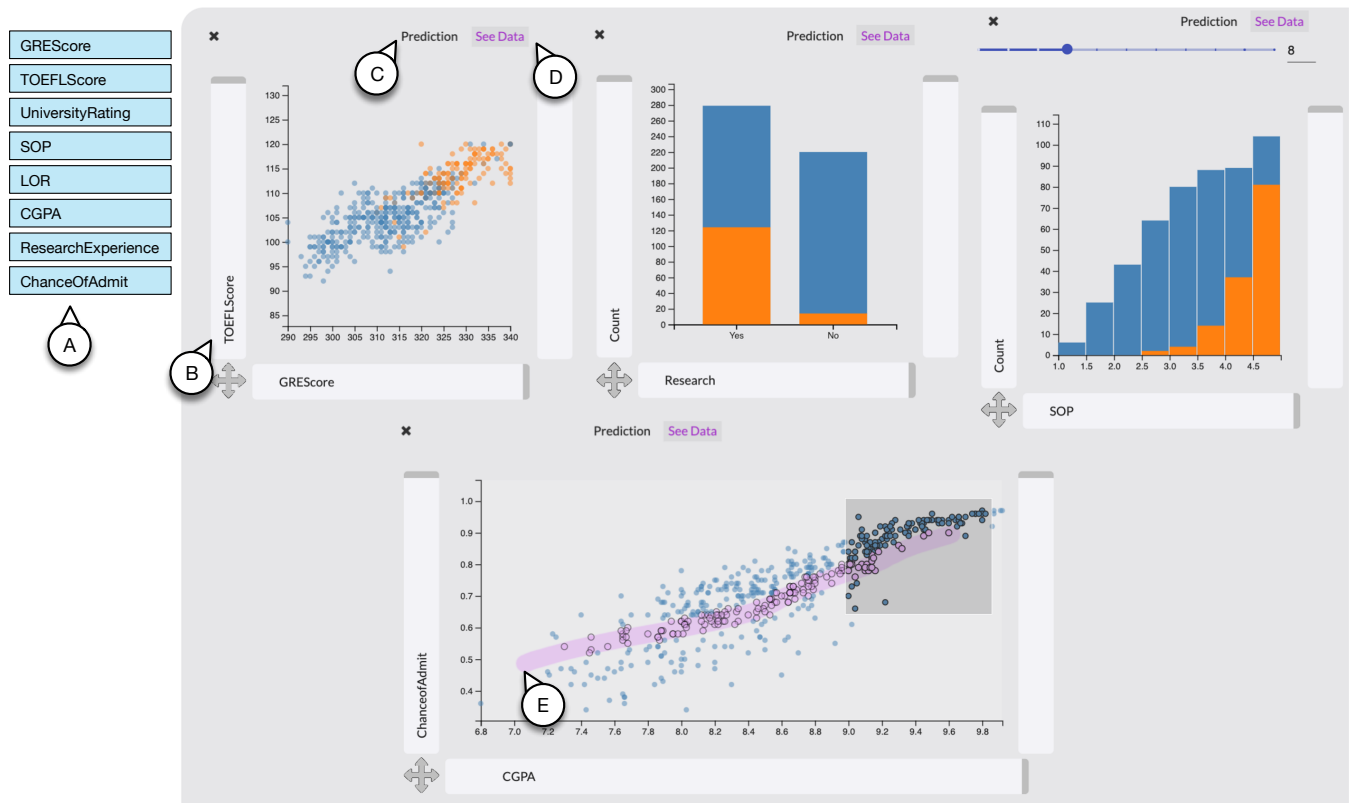 GREScore
TOEFLScore
UniversityRating
SOP
LOR
CGPA
ResearchExperience
ChanceOfAdmit
A
✖
Prediction See Data
C
D
130
125
120
115
110
105
100
95
90
85
290 295 300 305 310 315 320 325 330 335 340
TOEFLScore
B
GREScore
✖
Prediction See Data
300
280
260
240
220
200
180
160
140
120
100
80
60
40
20
0
Yes No
Count
Research
✖
Prediction See Data
8
110
100
90
80
70
60
50
40
30
20
10
0
1.0 1.5 2.0 2.5 3.0 3.5 4.0 4.5
Count
SOP
✖
Prediction See Data
1.0
0.9
0.8
0.7
0.6
0.5
0.4
6.8 7.0 7.2 7.4 7.6 7.8 8.0 8.2 8.4 8.6 8.8 9.0 9.2 9.4 9.6 9.8
ChanceofAdmit
E
CGPA